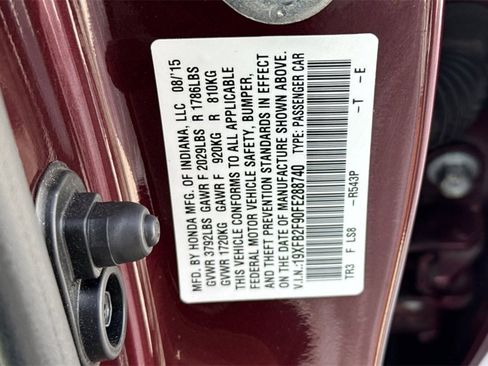 MFD. BY HONDA MFG. OF INDIANA, LLC 08/'15
GVWR 3792LBS GAWR F 2029LBS R 1786LBS
GVWR 1720KG GAWR F 920KG R 810KG
THIS VEHICLE CONFORMS TO ALL APPLICABLE
FEDERAL MOTOR VEHICLE SAFETY, BUMPER,
AND THEFT PREVENTION STANDARDS IN EFFECT
ON THE DATE OF MANUFACTURE SHOWN ABOVE.
V.I.N.:19XFB2F90FE288740 TYPE: PASSENGER CAR
-R543P -T -E
TR3 F LS8